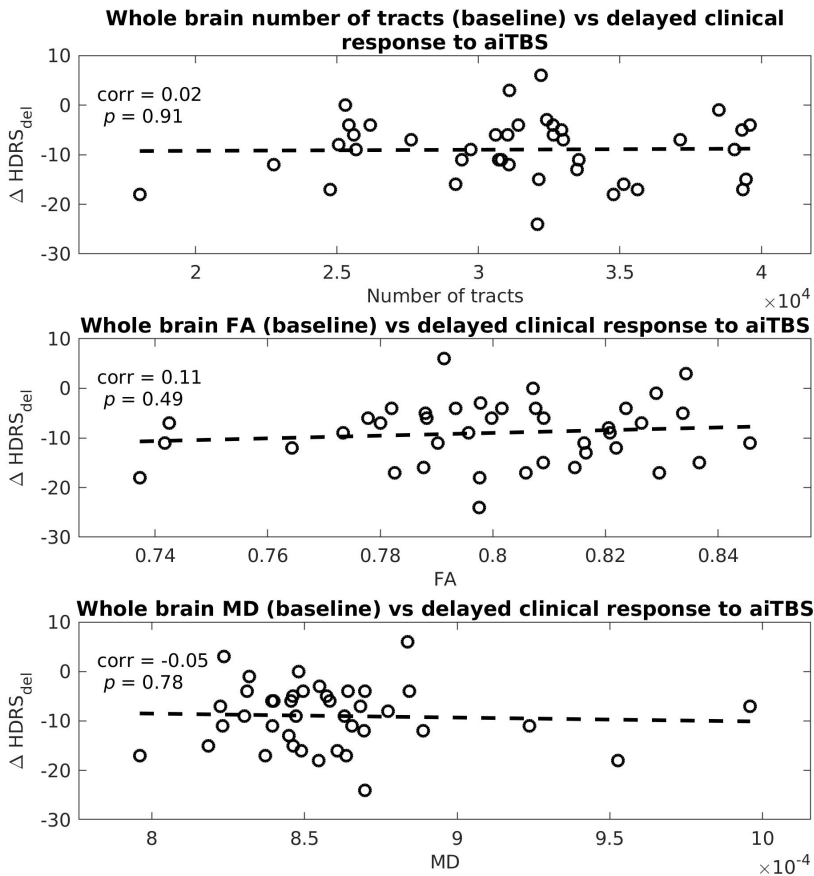 Whole brain number of tracts (baseline) vs delayed clinical
response to aiTBS
10
0
-10
-20
-30
Δ HDRSdel
corr = 0.02
p = 0.91
2
2.5
3
3.5
4
×10⁴
Number of tracts
Whole brain FA (baseline) vs delayed clinical response to aiTBS
10
0
-10
-20
-30
Δ HDRSdel
corr = 0.11
p = 0.49
0.74
0.76
0.78
0.8
0.82
0.84
FA
Whole brain MD (baseline) vs delayed clinical response to aiTBS
10
0
-10
-20
-30
Δ HDRSdel
corr = -0.05
p = 0.78
8
8.5
9
9.5
10
×10⁻⁴
MD